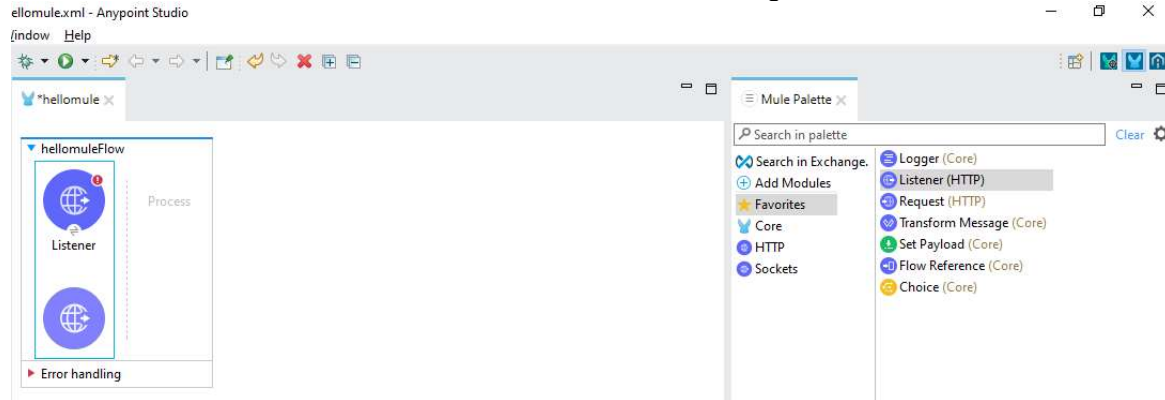 ellomule.xml - Anypoint Studio
indow Help
*hellomule
Mule Palette
Search in palette
Clear
hellomuleFlow
Listener
Process
Error handling
Search in Exchange.
Add Modules
Favorites
Core
HTTP
Sockets
Logger (Core)
Listener (HTTP)
Request (HTTP)
Transform Message (Core)
Set Payload (Core)
Flow Reference (Core)
Choice (Core)